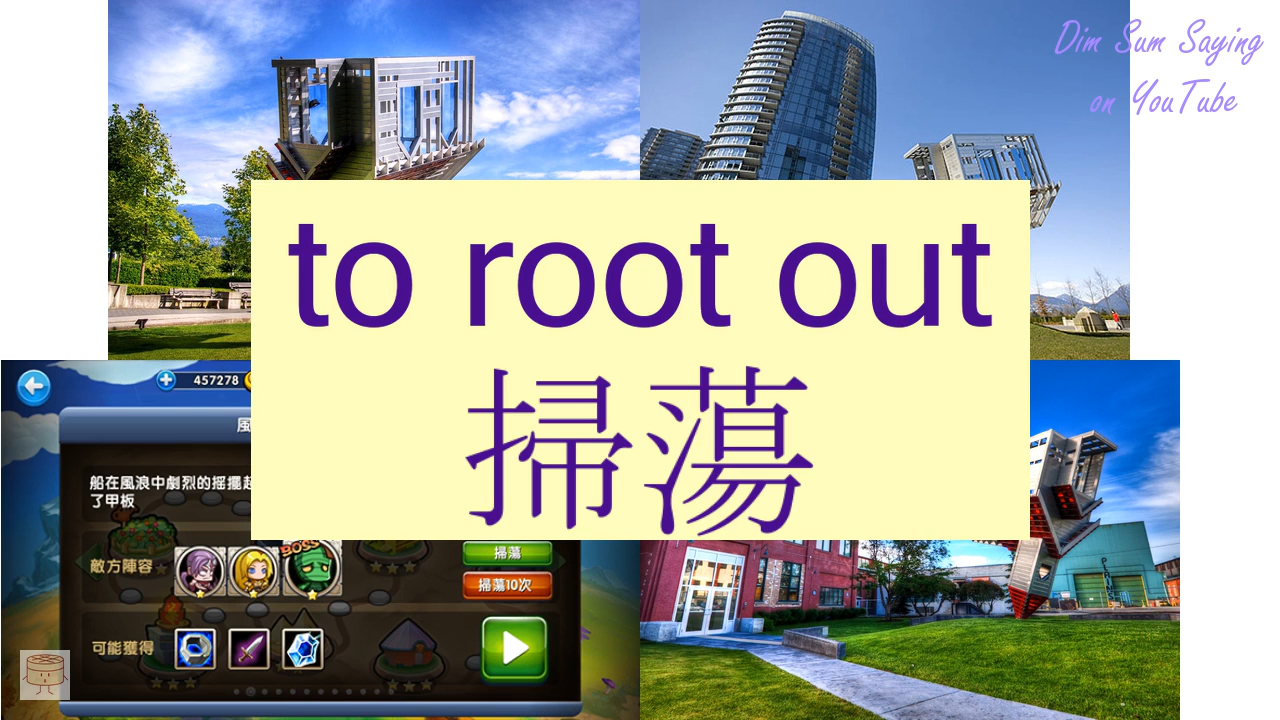 Dim Sum Saying
on YouTube
to root out
掃蕩
457278
風
船在風浪中劇烈的摇擺
了甲板
敵方陣容
BOSS
掃蕩
掃蕩10次
可能獲得